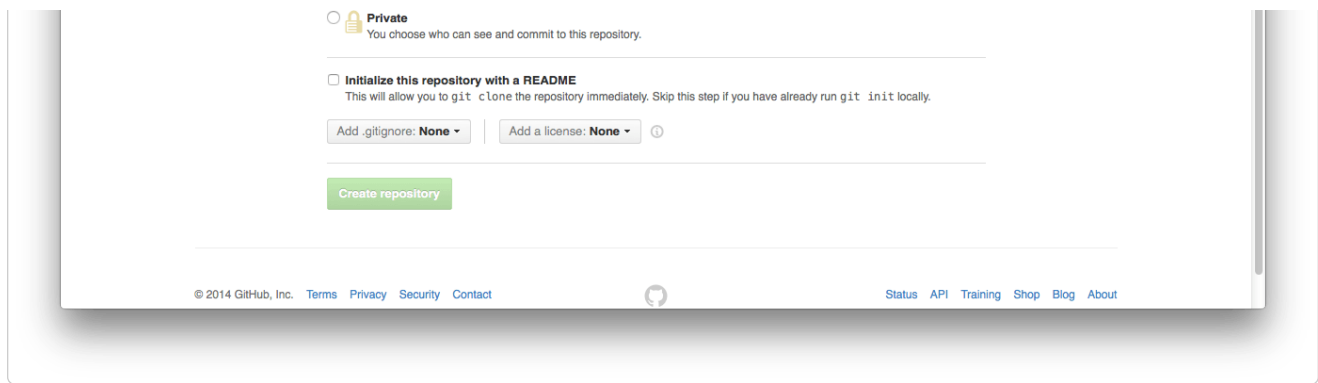 Private
You choose who can see and commit to this repository.
Initialize this repository with a README
This will allow you to git clone the repository immediately. Skip this step if you have already run git init locally.
Add .gitignore: None Add a license: None
Create repository
© 2014 GitHub, Inc. Terms Privacy Security Contact Status API Training Shop Blog About